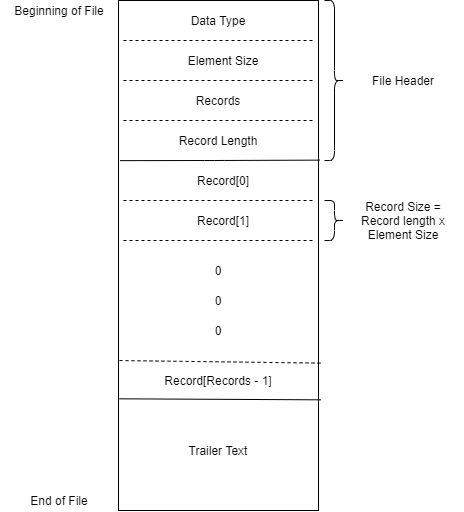 Beginning of File
Data Type
Element Size
Records
File Header
Record Length
Record[0]
Record[1]
Record Size =
Record length x
Element Size
0
0
0
Record[Records - 1]
Trailer Text
End of File